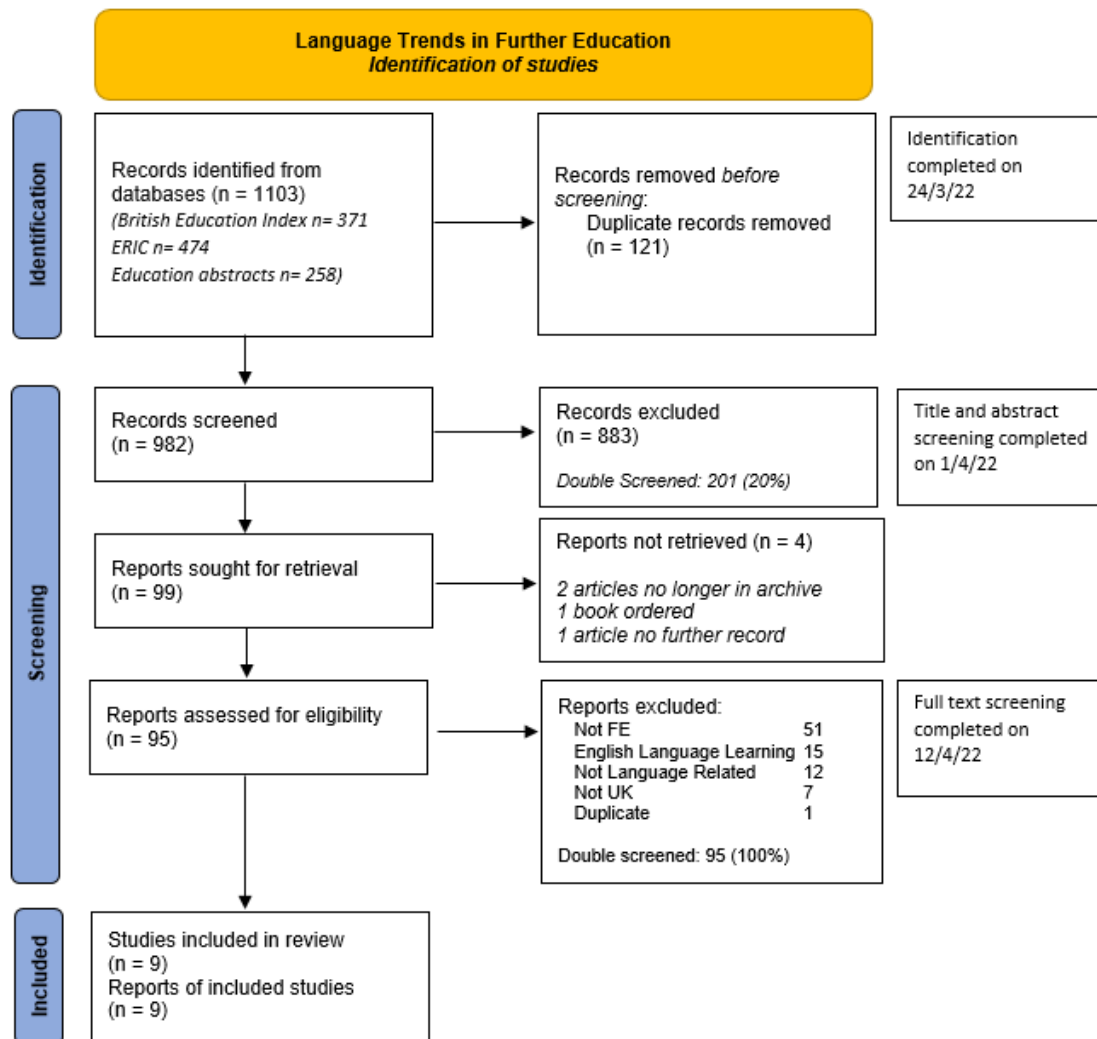 Language Trends in Further Education
Identification of studies
Identification
Records identified from
databases (n = 1103)
(British Education Index n= 371
ERIC n= 474
Education abstracts n= 258)
Records removed before
screening:
Duplicate records removed
(n = 121)
Identification
completed on
24/3/22
Screening
Records screened
(n = 982)
Records excluded
(n = 883)
Double Screened: 201 (20%)
Title and abstract
screening completed
on 1/4/22
Reports sought for retrieval
(n = 99)
Reports not retrieved (n = 4)
2 articles no longer in archive
1 book ordered
1 article no further record
Reports assessed for eligibility
(n = 95)
Reports excluded:
Not FE 51
English Language Learning 15
Not Language Related 12
Not UK 7
Duplicate 1
Double screened: 95 (100%)
Full text screening
completed on
12/4/22
Included
Studies included in review
(n = 9)
Reports of included studies
(n = 9)